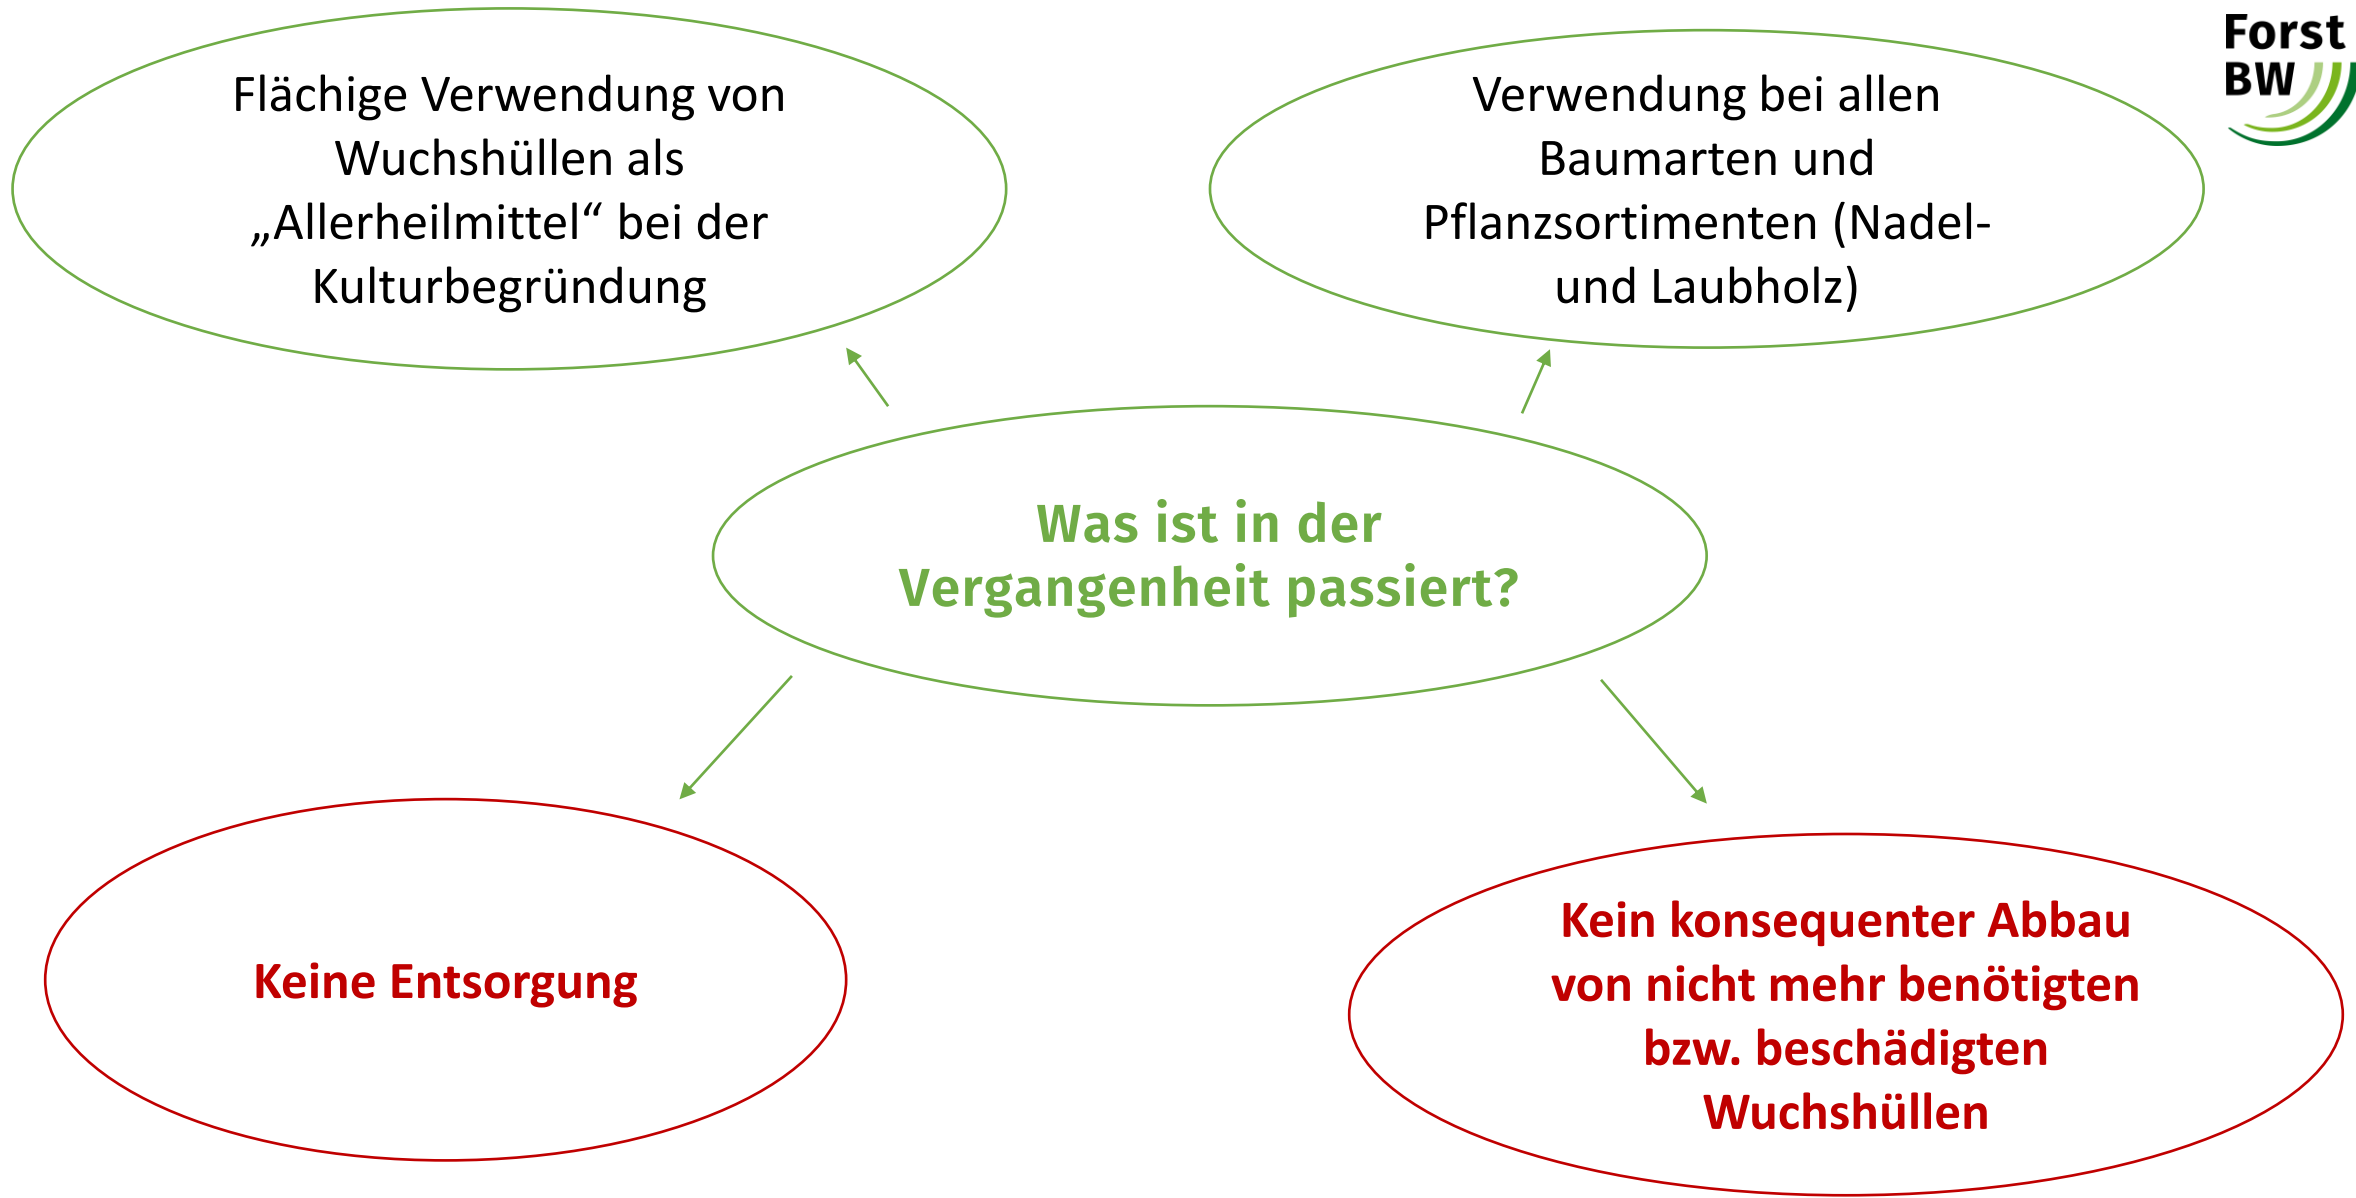 Forst
BW
Flächige Verwendung von
Wuchshüllen als
„Allerheilmittel“ bei der
Kulturbegründung
Verwendung bei allen
Baumarten und
Pflanzsortimenten (Nadel-
und Laubholz)
Was ist in der
Vergangenheit passiert?
Keine Entsorgung
Kein konsequenter Abbau
von nicht mehr benötigten
bzw. beschädigten
Wuchshüllen